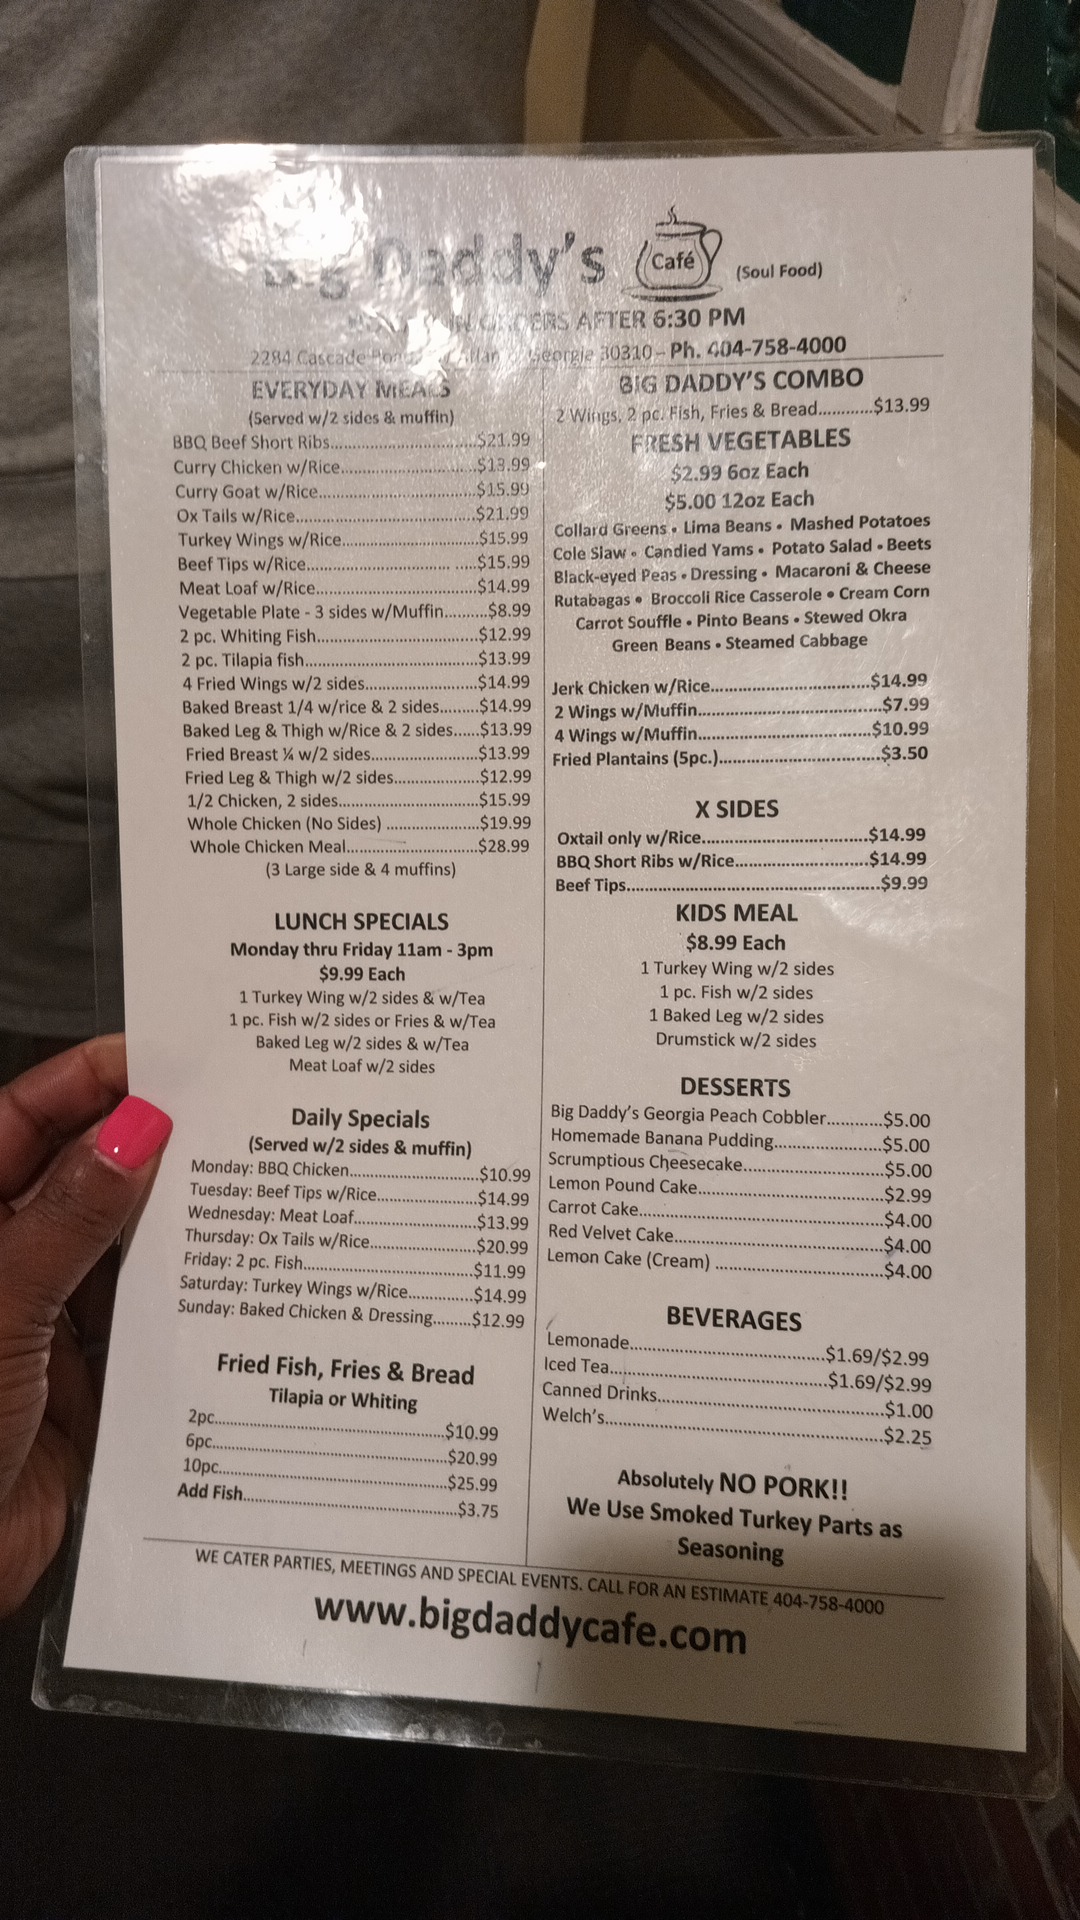 Big Daddy's Café (Soul Food)
ORDERS AFTER 6:30 PM
2284 Cascade Georgia 30310 – Ph. 404-758-4000
EVERYDAY MEALS
(Served w/2 sides & muffin)
BBQ Beef Short Ribs..........$21.99
Curry Chicken w/Rice..........$13.99
Curry Goat w/Rice..........$15.99
Ox Tails w/Rice..........$21.99
Turkey Wings w/Rice..........$15.99
Beef Tips w/Rice..........$15.99
Meat Loaf w/Rice..........$14.99
Vegetable Plate - 3 sides w/Muffin.........$8.99
2 pc. Whiting Fish..........$12.99
2 pc. Tilapia fish..........$13.99
4 Fried Wings w/2 sides..........$14.99
Baked Breast 1/4 w/rice & 2 sides........$14.99
Baked Leg & Thigh w/Rice & 2 sides......$13.99
Fried Breast ¼ w/2 sides..........$13.99
Fried Leg & Thigh w/2 sides..........$12.99
1/2 Chicken, 2 sides..........$15.99
Whole Chicken (No Sides) ..........$19.99
Whole Chicken Meal..........$28.99
(3 Large side & 4 muffins)
LUNCH SPECIALS
Monday thru Friday 11am - 3pm
$9.99 Each
1 Turkey Wing w/2 sides & w/Tea
1 pc. Fish w/2 sides or Fries & w/Tea
Baked Leg w/2 sides & w/Tea
Meat Loaf w/2 sides
Daily Specials
(Served w/2 sides & muffin)
Monday: BBQ Chicken..........$10.99
Tuesday: Beef Tips w/Rice..........$14.99
Wednesday: Meat Loaf..........$13.99
Thursday: Ox Tails w/Rice..........$20.99
Friday: 2 pc. Fish..........$11.99
Saturday: Turkey Wings w/Rice..........$14.99
Sunday: Baked Chicken & Dressing.........$12.99
Fried Fish, Fries & Bread
Tilapia or Whiting
2pc..........$10.99
6pc..........$20.99
10pc..........$25.99
Add Fish..........$3.75
BIG DADDY'S COMBO
2 Wings, 2 pc. Fish, Fries & Bread...........$13.99
FRESH VEGETABLES
$2.99 6oz Each
$5.00 12oz Each
Collard Greens • Lima Beans • Mashed Potatoes
Cole Slaw • Candied Yams • Potato Salad • Beets
Black-eyed Peas • Dressing • Macaroni & Cheese
Rutabagas • Broccoli Rice Casserole • Cream Corn
Carrot Souffle • Pinto Beans • Stewed Okra
Green Beans • Steamed Cabbage
Jerk Chicken w/Rice..........$14.99
2 Wings w/Muffin..........$7.99
4 Wings w/Muffin..........$10.99
Fried Plantains (5pc.)..........$3.50
X SIDES
Oxtail only w/Rice..........$14.99
BBQ Short Ribs w/Rice..........$14.99
Beef Tips..........$9.99
KIDS MEAL
$8.99 Each
1 Turkey Wing w/2 sides
1 pc. Fish w/2 sides
1 Baked Leg w/2 sides
Drumstick w/2 sides
DESSERTS
Big Daddy's Georgia Peach Cobbler...........$5.00
Homemade Banana Pudding..........$5.00
Scrumptious Cheesecake..........$5.00
Lemon Pound Cake..........$2.99
Carrot Cake..........$4.00
Red Velvet Cake..........$4.00
Lemon Cake (Cream) ..........$4.00
BEVERAGES
Lemonade..........$1.69/$2.99
Iced Tea..........$1.69/$2.99
Canned Drinks..........$1.00
Welch's..........$2.25
Absolutely NO PORK!!
We Use Smoked Turkey Parts as
Seasoning
WE CATER PARTIES, MEETINGS AND SPECIAL EVENTS. CALL FOR AN ESTIMATE 404-758-4000
www.bigdaddycafe.com